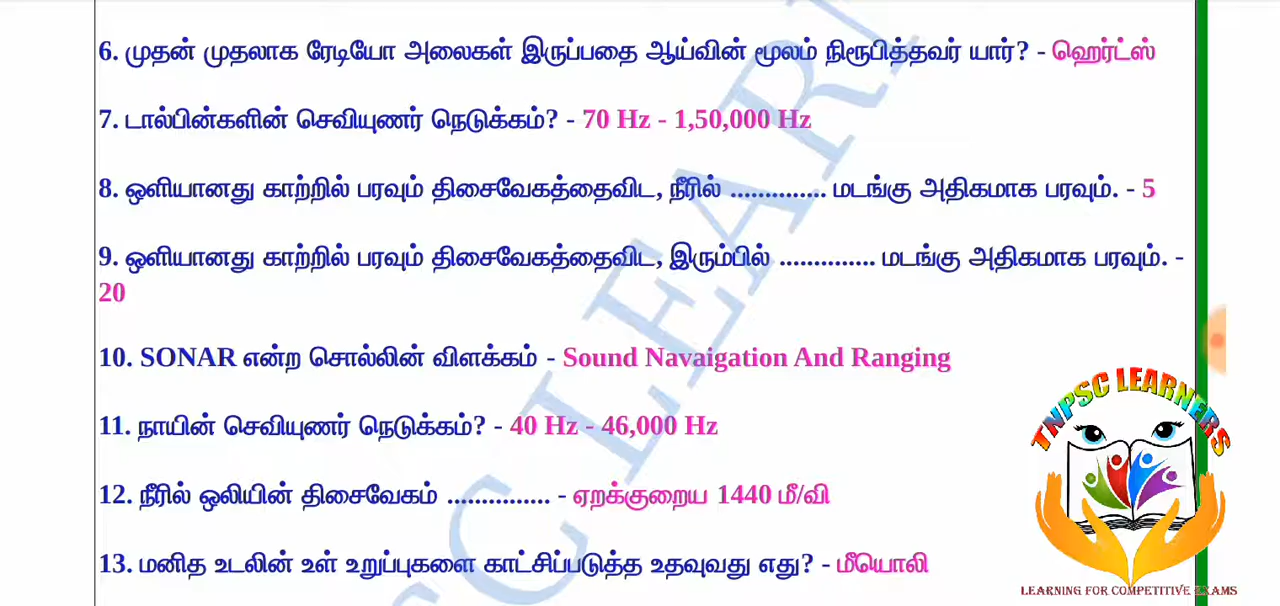 6. முதன் முதலாக ரேடியோ அலைகள் இருப்பதை ஆய்வின் மூலம் நிரூபித்தவர் யார்? - ஹெர்ட்ஸ்
7. டால்பின்களின் செவியுணர் நெடுக்கம்? - 70 Hz - 1,50,000 Hz
8. ஒளியானது காற்றில் பரவும் திசைவேகத்தைவிட, நீரில் .............. மடங்கு அதிகமாக பரவும். - 5
9. ஒளியானது காற்றில் பரவும் திசைவேகத்தைவிட, இரும்பில் .............. மடங்கு அதிகமாக பரவும். -
20
10. SONAR என்ற சொல்லின் விளக்கம் - Sound Navaigation And Ranging
11. நாயின் செவியுணர் நெடுக்கம்? - 40 Hz - 46,000 Hz
12. நீரில் ஒலியின் திசைவேகம் ............... - ஏறக்குறைய 1440 மீ/வி
13. மனித உடலின் உள் உறுப்புகளை காட்சிப்படுத்த உதவுவது எது? - மீயொலி
TNPSC LEARNERS
LEARNING FOR COMPETITIVE EXAMS
C LEAR